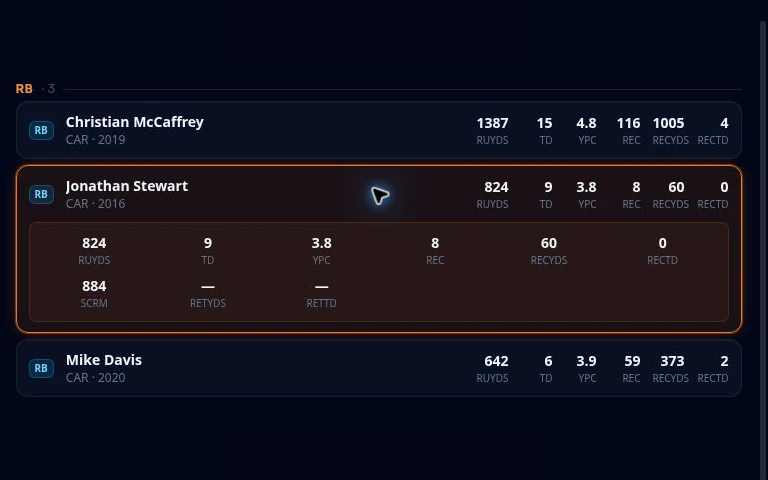 RB · 3
RB Christian McCaffrey 1387 15 4.8 116 1005 4
CAR · 2019 RUYDS TD YPC REC RECYDS RECTD
RB Jonathan Stewart 824 9 3.8 8 60 0
CAR · 2016 RUYDS TD YPC REC RECYDS RECTD
824 9 3.8 8 60 0
RUYDS TD YPC REC RECYDS RECTD
884 — —
SCRM RETYDS RETTD
RB Mike Davis 642 6 3.9 59 373 2
CAR · 2020 RUYDS TD YPC REC RECYDS RECTD